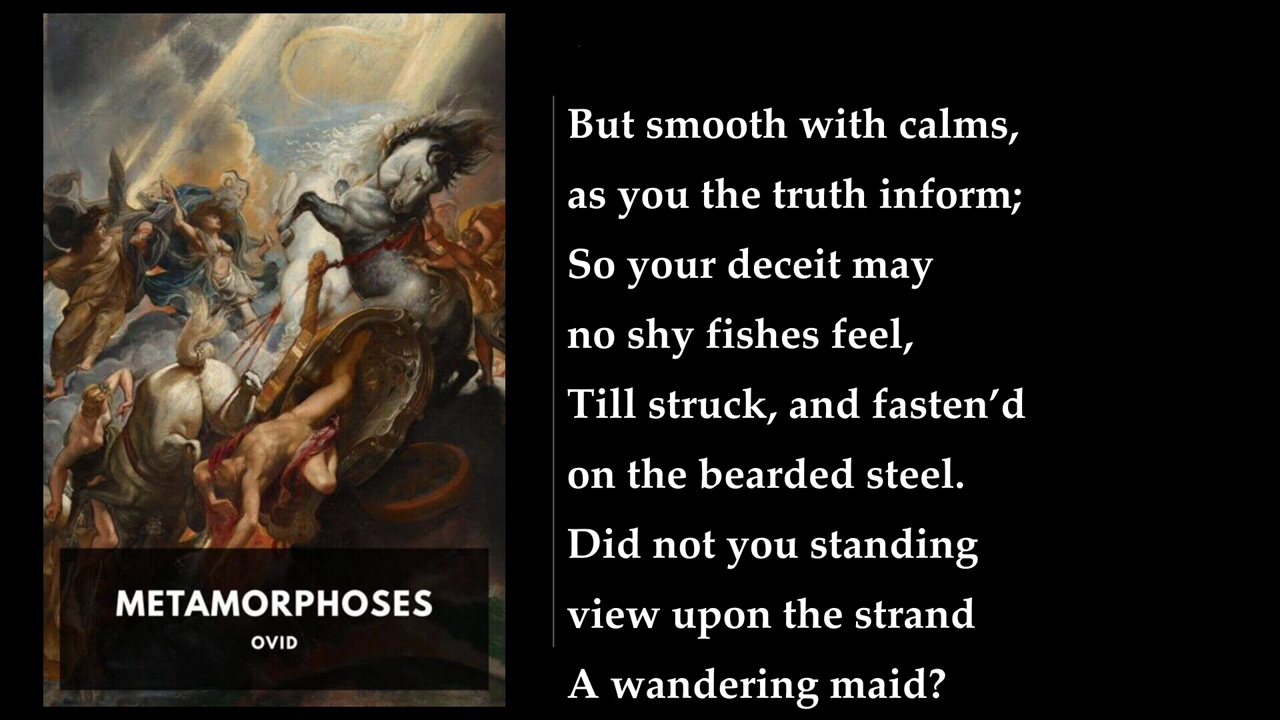 METAMORPHOSES
OVID
But smooth with calms,
as you the truth inform;
So your deceit may
no shy fishes feel,
Till struck, and fasten’d
on the bearded steel.
Did not you standing
view upon the strand
A wandering maid?